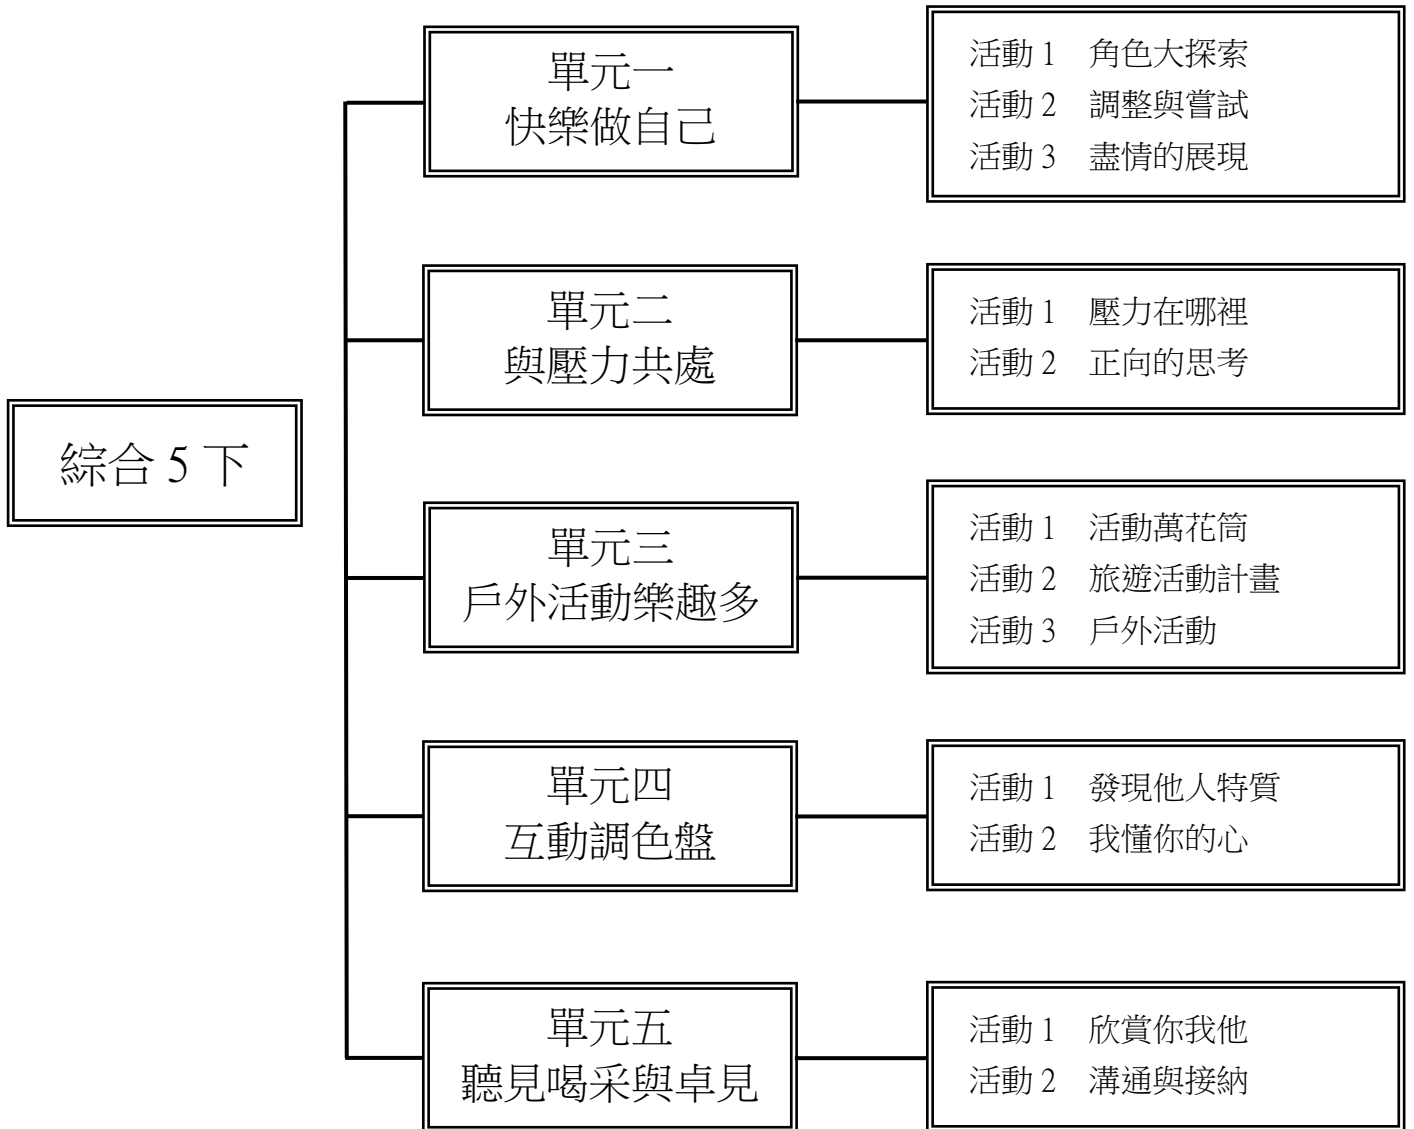 綜合5下
單元一
快樂做自己
活動1 角色大探索
活動2 調整與嘗試
活動3 盡情的展現
單元二
與壓力共處
活動1 壓力在哪裡
活動2 正向的思考
單元三
戶外活動樂趣多
活動1 活動萬花筒
活動2 旅遊活動計畫
活動3 戶外活動
單元四
互動調色盤
活動1 發現他人特質
活動2 我懂你的心
單元五
聽見喝采與卓見
活動1 欣賞你我他
活動2 溝通與接納